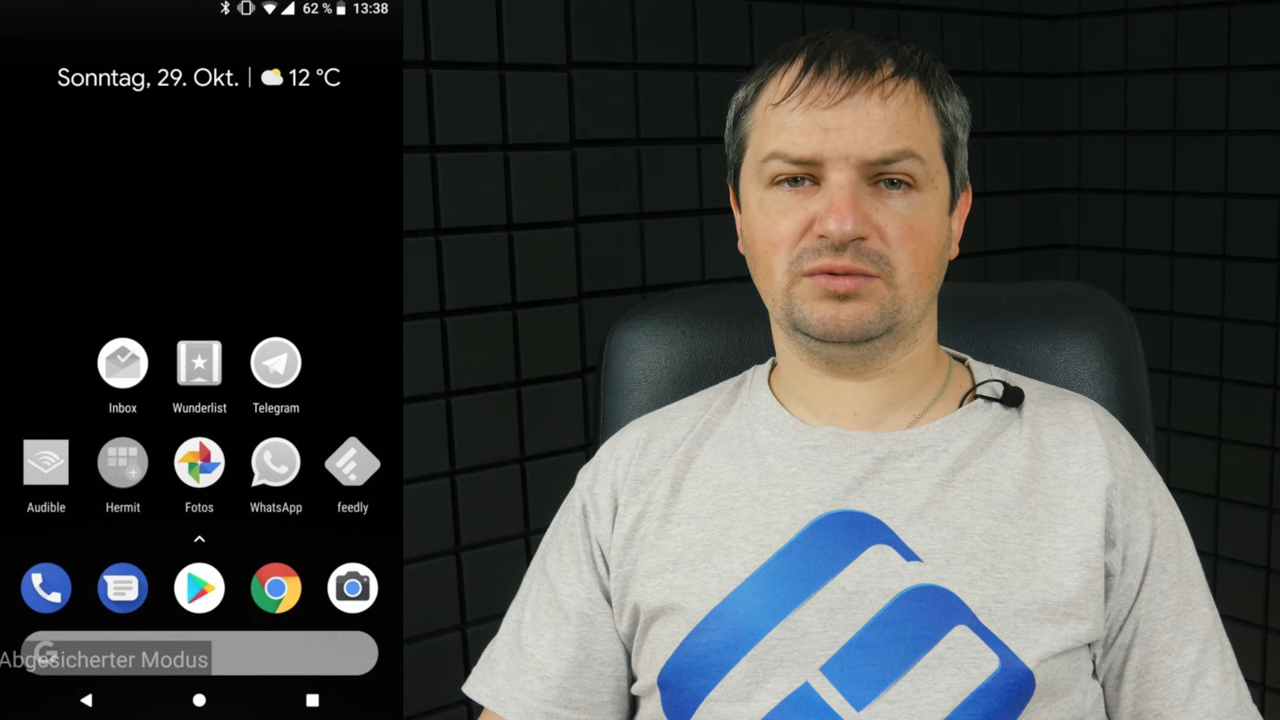 62 % 13:38
Sonntag, 29. Okt. | 12 °C
Inbox Wunderlist Telegram
Audible Hermit Fotos WhatsApp feedly
Abgesicherter Modus